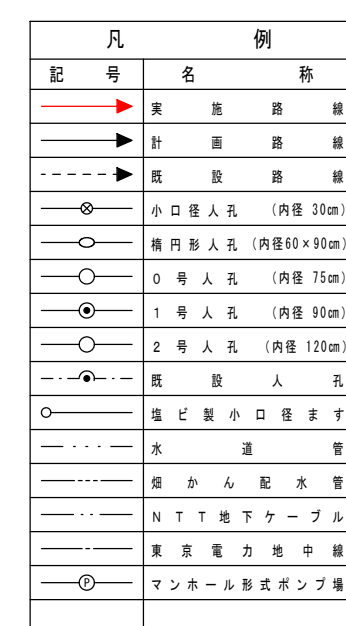 凡例
記号 名称
実施路線
計画路線
既設路線
小口径人孔 (内径 30cm)
楕円形人孔 (内径60×90cm)
0号人孔 (内径 75cm)
1号人孔 (内径 90cm)
2号人孔 (内径 120cm)
既設人孔
塩ビ製小口径ます
水道管
畑かん配水管
NTT地下ケーブル
東京電力地中線
P マンホール形式ポンプ場